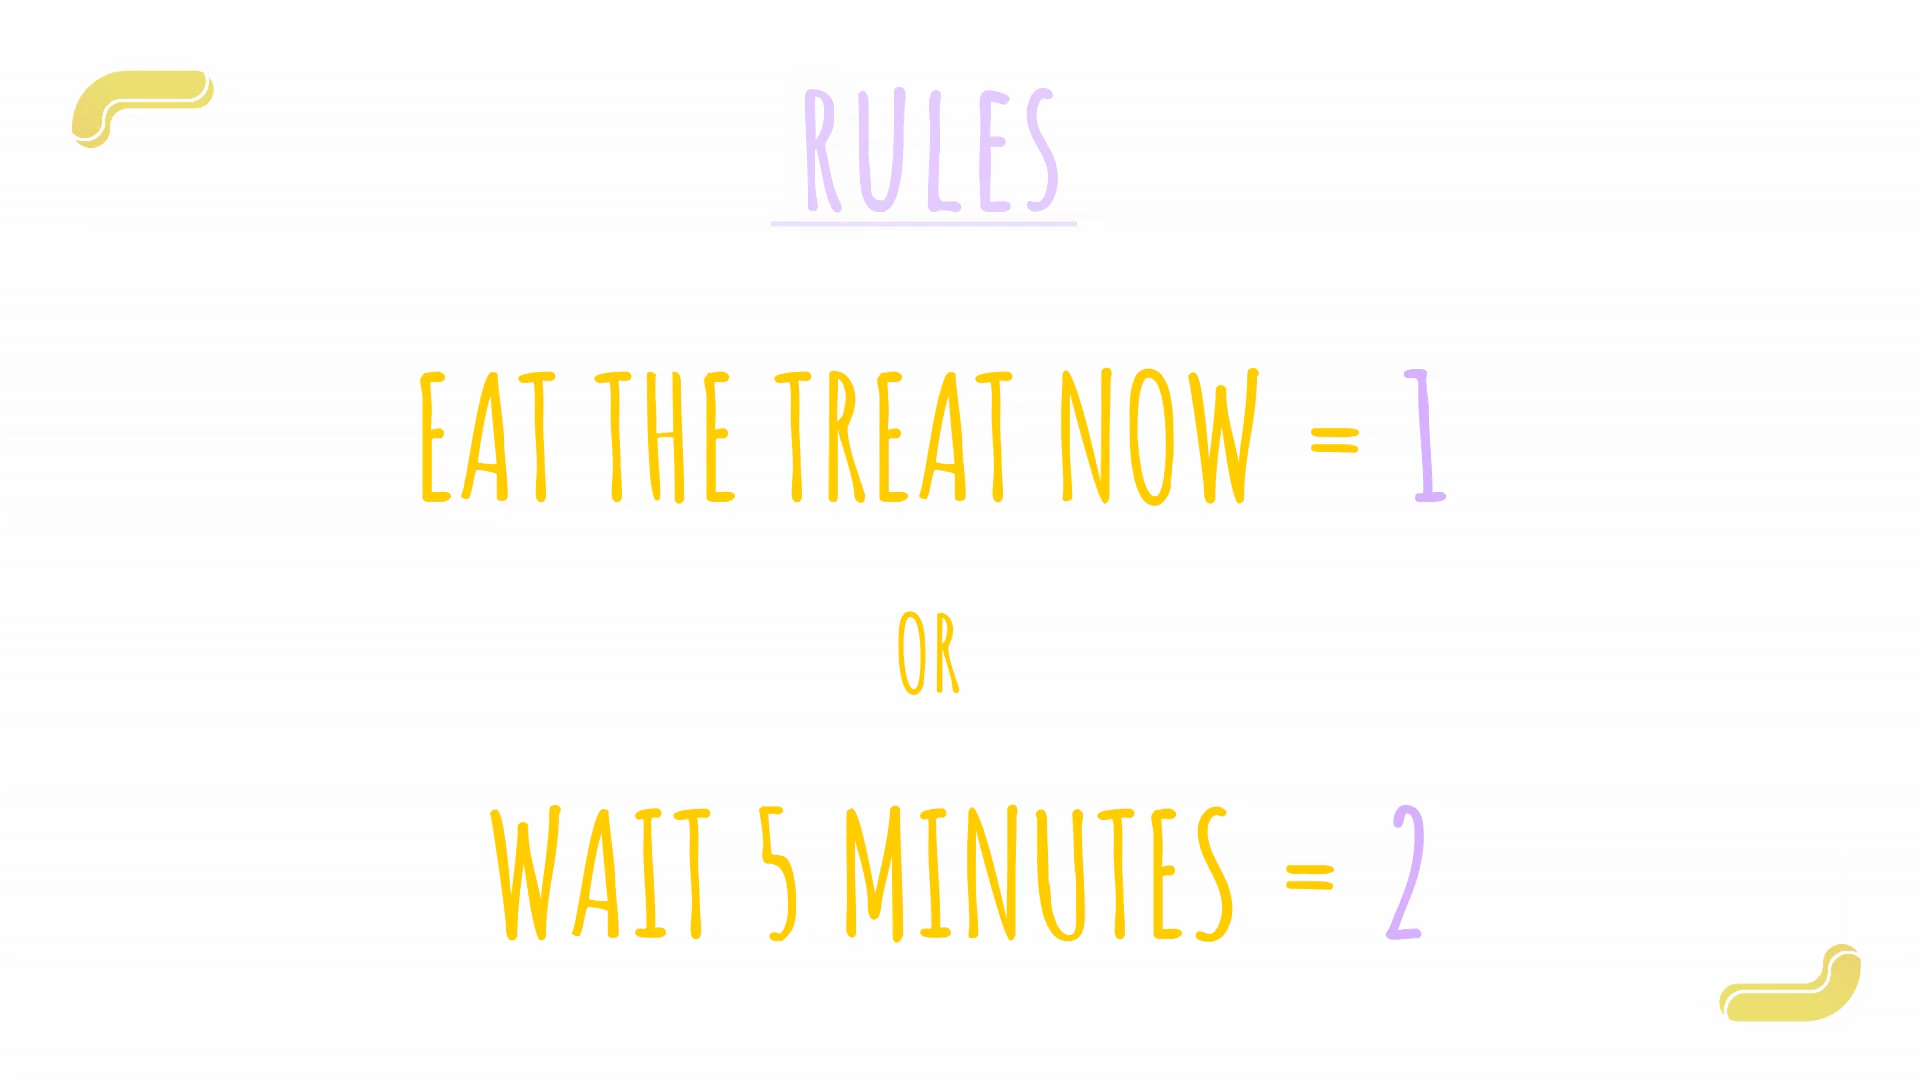 RULES
EAT THE TREAT NOW = 1
OR
WAIT 5 MINUTES = 2